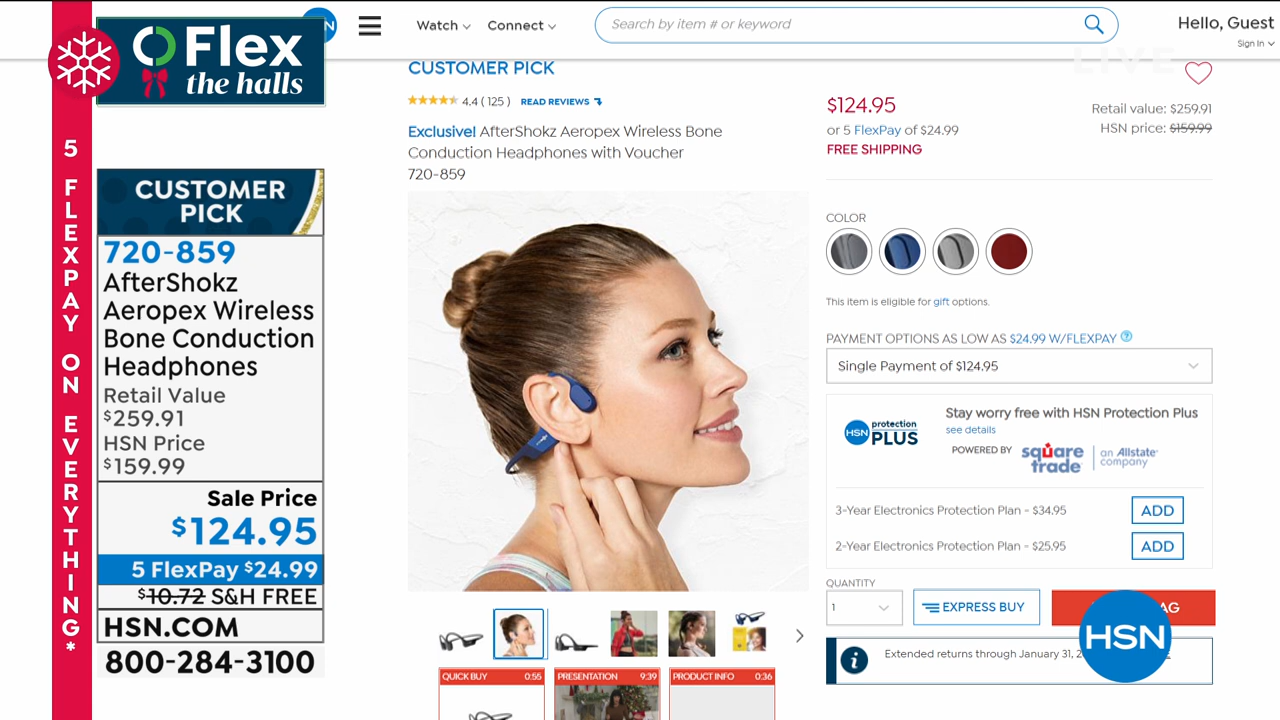 Flex
the halls
5 FLEXPAY ON EVERYTHING*
CUSTOMER
PICK
720-859
AfterShokz
Aeropex Wireless
Bone Conduction
Headphones
Retail Value
$259.91
HSN Price
$159.99
Sale Price
$124.95
5 FlexPay $24.99
$10.72 S&H FREE
HSN.COM
800-284-3100
Watch
Connect
Search by item # or keyword
Hello, Guest
Sign In
LIVE
CUSTOMER PICK
4.4 (125) READ REVIEWS
Exclusive! AfterShokz Aeropex Wireless Bone
Conduction Headphones with Voucher
720-859
QUICK BUY 0:55
PRESENTATION 9:39
PRODUCT INFO 0:36
$124.95
or 5 FlexPay of $24.99
FREE SHIPPING
Retail value: $259.91
HSN price: $159.99
COLOR
This item is eligible for gift options.
PAYMENT OPTIONS AS LOW AS $24.99 W/FLEXPAY ?
Single Payment of $124.95
HSN protection PLUS
Stay worry free with HSN Protection Plus
see details
POWERED BY square trade an Allstate company
3-Year Electronics Protection Plan - $34.95 ADD
2-Year Electronics Protection Plan - $25.95 ADD
QUANTITY
1
EXPRESS BUY
AG
i Extended returns through January 31, 2
HSN